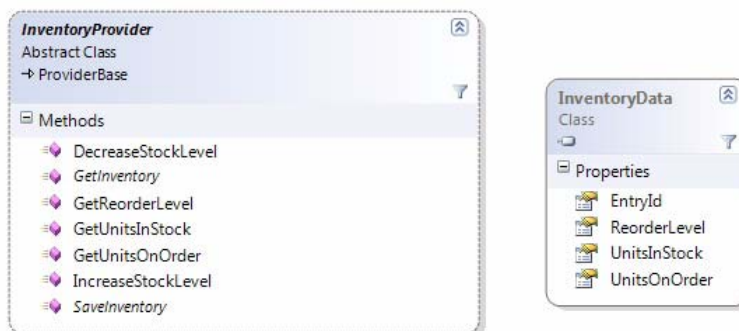 InventoryProvider
Abstract Class
ProviderBase
Methods
DecreaseStockLevel
GetInventory
GetReorderLevel
GetUnitsInStock
GetUnitsOnOrder
IncreaseStockLevel
SaveInventory
InventoryData
Class
Properties
EntryId
ReorderLevel
UnitsInStock
UnitsOnOrder